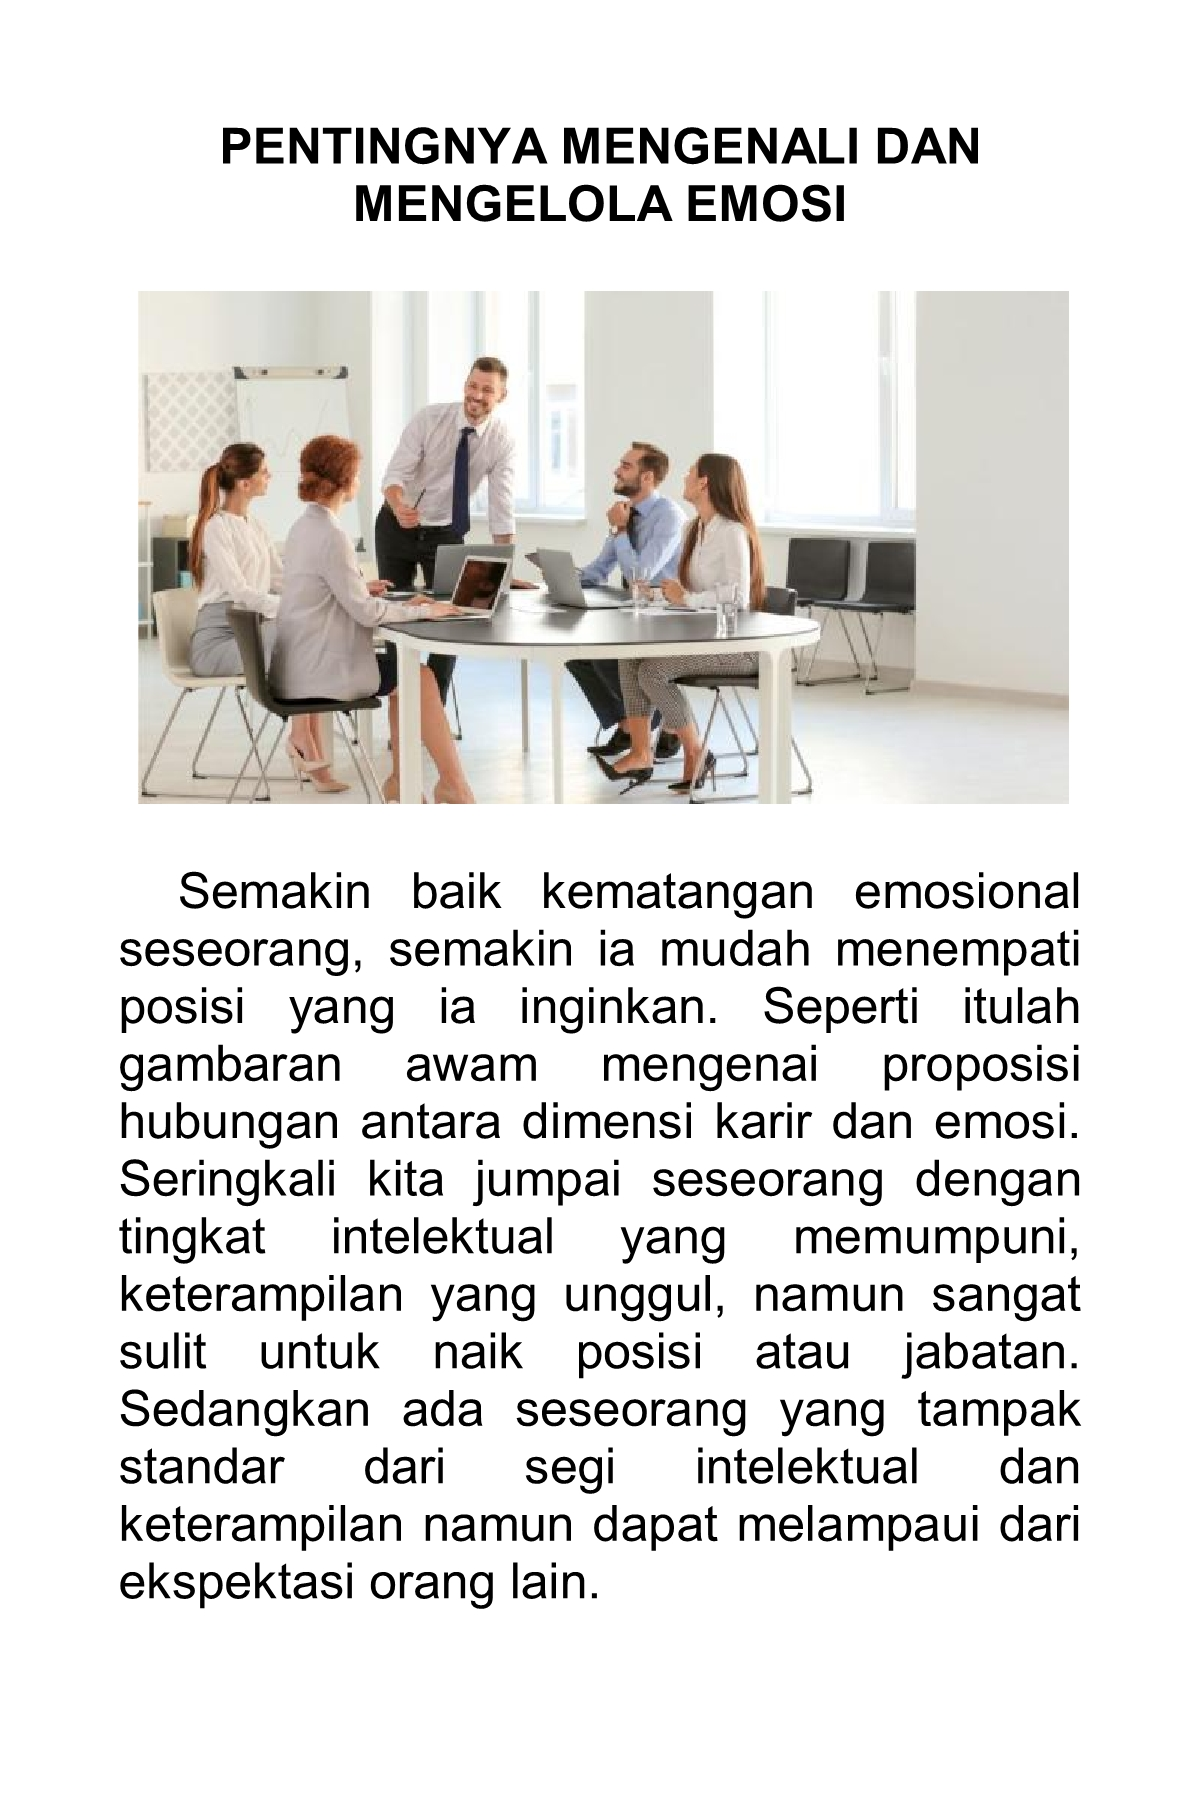 PENTINGNYA MENGENALI DAN
MENGELOLA EMOSI
Semakin baik kematangan emosional
seseorang, semakin ia mudah menempati
posisi yang ia inginkan. Seperti itulah
gambaran awam mengenai proposisi
hubungan antara dimensi karir dan emosi.
Seringkali kita jumpai seseorang dengan
tingkat intelektual yang memumpuni,
keterampilan yang unggul, namun sangat
sulit untuk naik posisi atau jabatan.
Sedangkan ada seseorang yang tampak
standar dari segi intelektual dan
keterampilan namun dapat melampaui dari
ekspektasi orang lain.